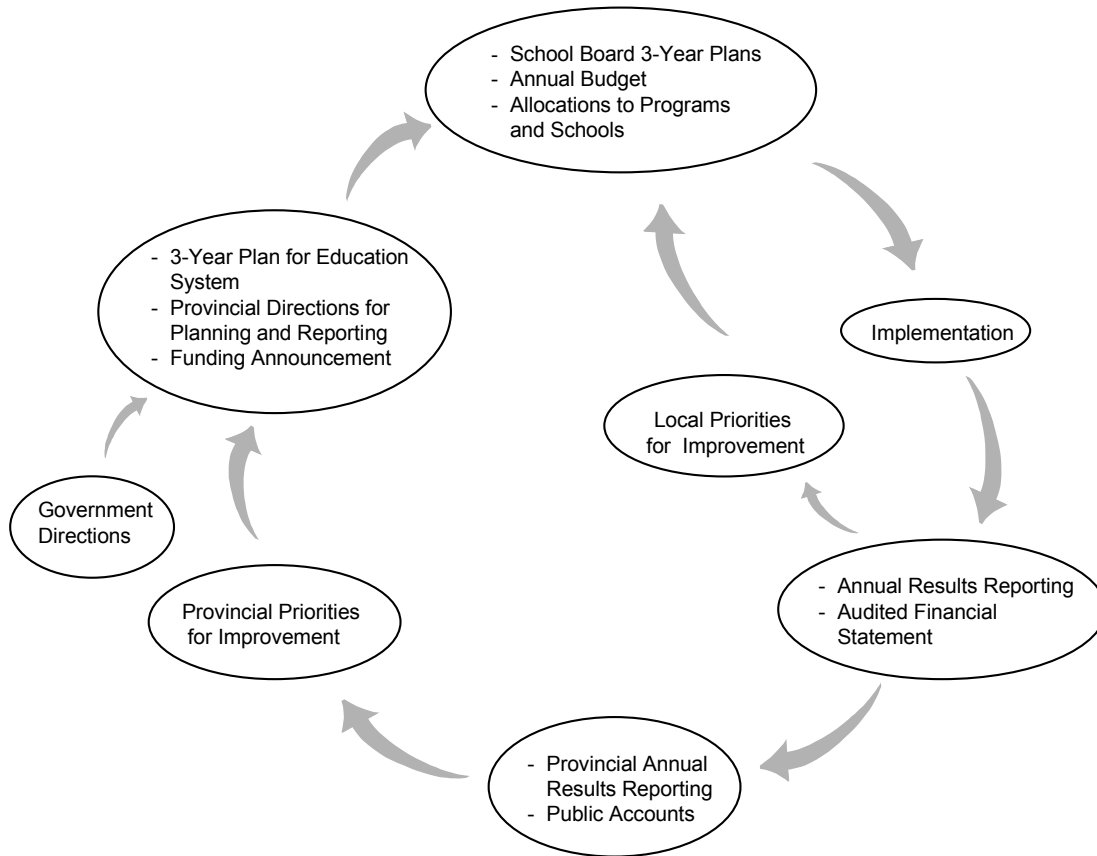 - School Board 3-Year Plans
- Annual Budget
- Allocations to Programs
and Schools
- 3-Year Plan for Education
System
- Provincial Directions for
Planning and Reporting
- Funding Announcement
Implementation
Local Priorities
for Improvement
Government
Directions
- Annual Results Reporting
- Audited Financial
Statement
Provincial Priorities
for Improvement
- Provincial Annual
Results Reporting
- Public Accounts